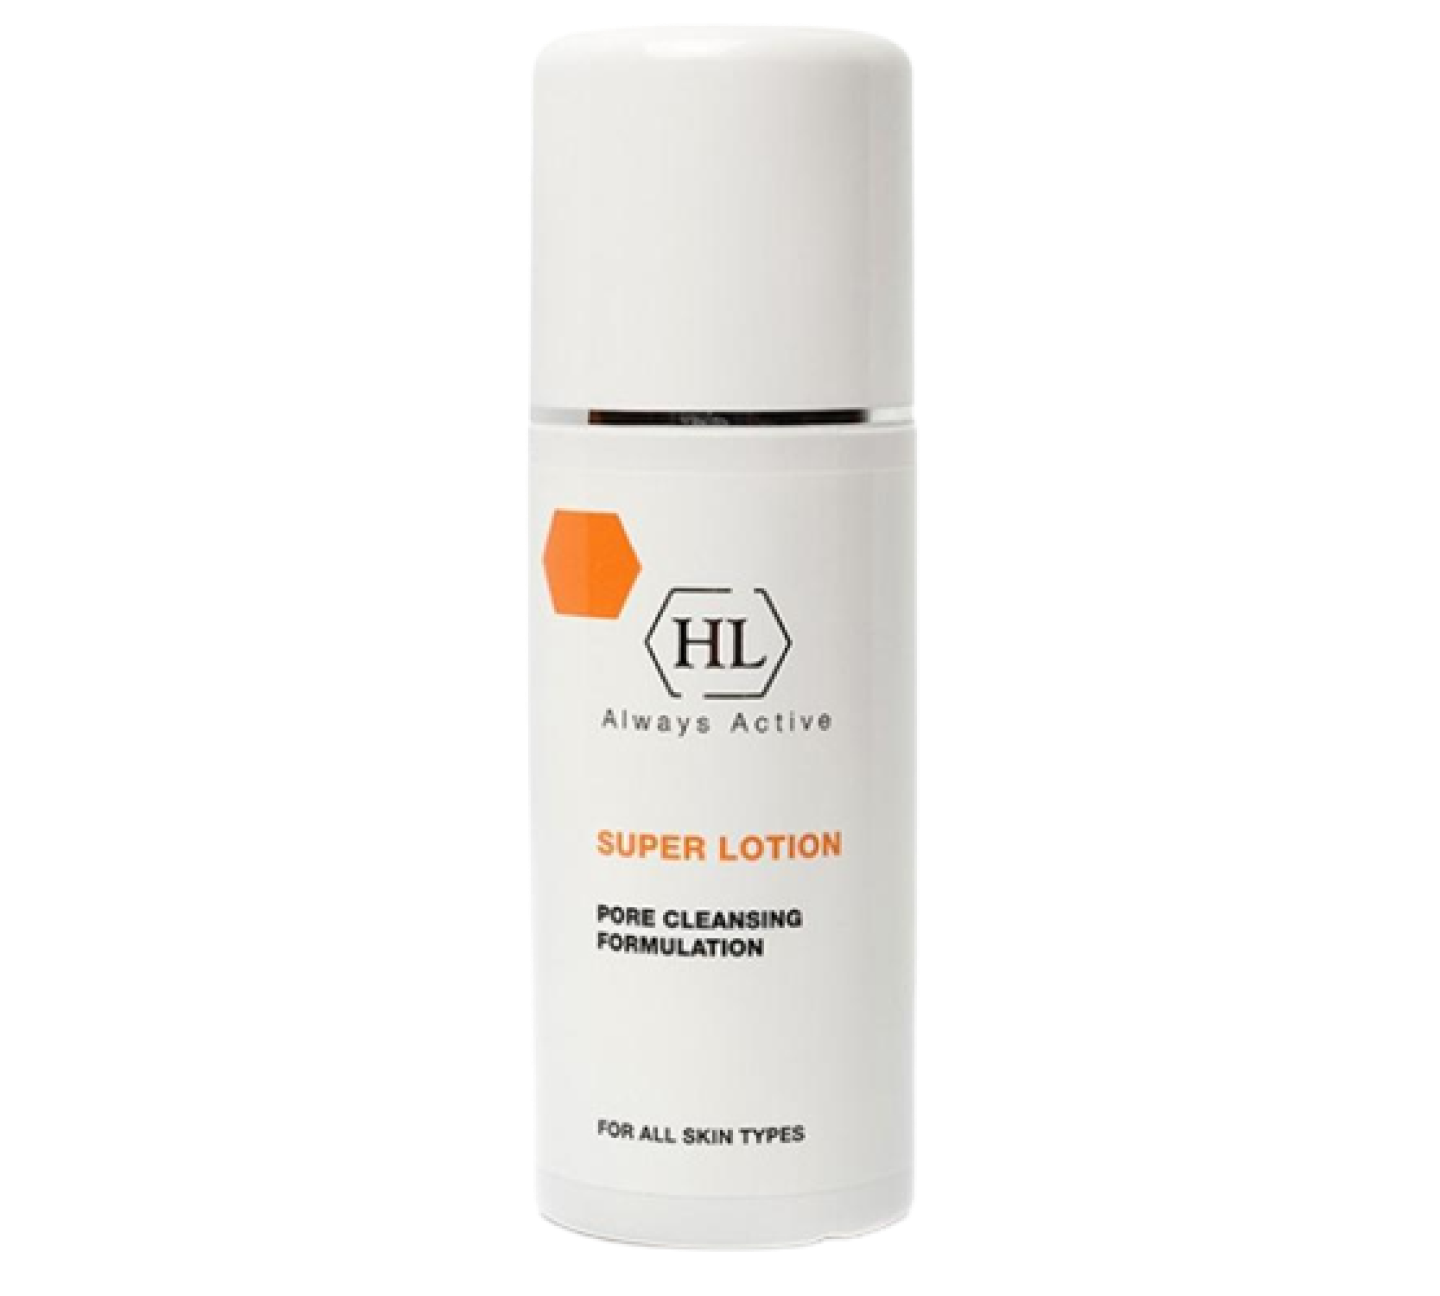 HL
Always Active
SUPER LOTION
PORE CLEANSING
FORMULATION
FOR ALL SKIN TYPES